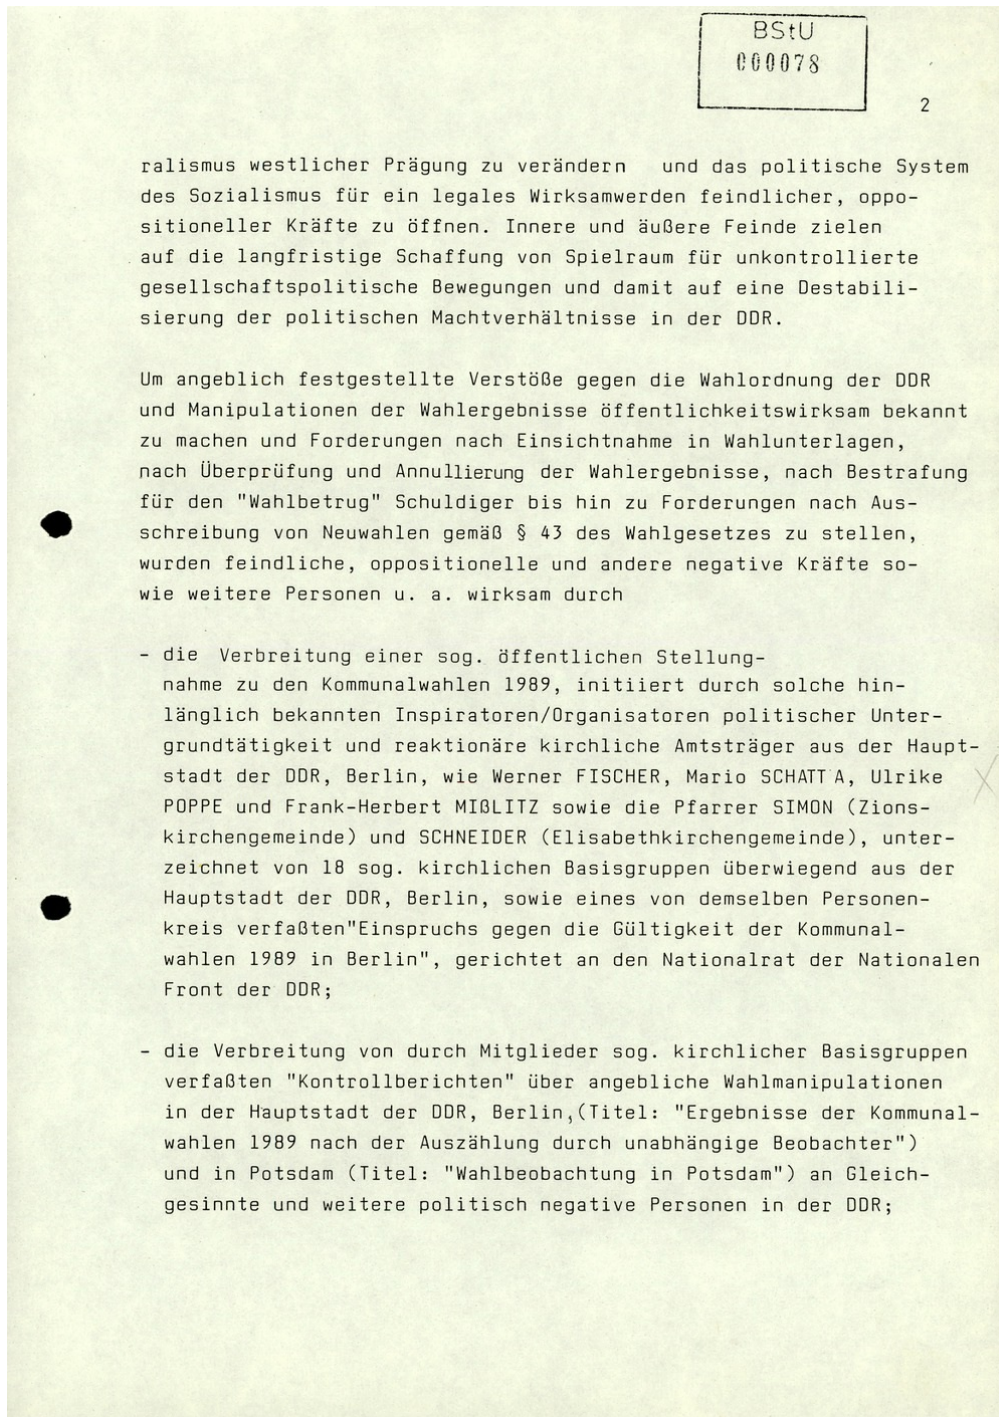 BStU
000078
2
ralismus westlicher Prägung zu verändern und das politische System
des Sozialismus für ein legales Wirksamwerden feindlicher, oppo-
sitioneller Kräfte zu öffnen. Innere und äußere Feinde zielen
auf die langfristige Schaffung von Spielraum für unkontrollierte
gesellschaftspolitische Bewegungen und damit auf eine Destabili-
sierung der politischen Machtverhältnisse in der DDR.
Um angeblich festgestellte Verstöße gegen die Wahlordnung der DDR
und Manipulationen der Wahlergebnisse öffentlichkeitswirksam bekannt
zu machen und Forderungen nach Einsichtnahme in Wahlunterlagen,
nach Überprüfung und Annullierung der Wahlergebnisse, nach Bestrafung
für den "Wahlbetrug" Schuldiger bis hin zu Forderungen nach Aus-
schreibung von Neuwahlen gemäß § 43 des Wahlgesetzes zu stellen,
wurden feindliche, oppositionelle und andere negative Kräfte so-
wie weitere Personen u. a. wirksam durch
- die Verbreitung einer sog. öffentlichen Stellung-
nahme zu den Kommunalwahlen 1989, initiiert durch solche hin-
länglich bekannten Inspiratoren/Organisatoren politischer Unter-
grundtätigkeit und reaktionäre kirchliche Amtsträger aus der Haupt-
stadt der DDR, Berlin, wie Werner FISCHER, Mario SCHATTA, Ulrike
POPPE und Frank-Herbert MIßLITZ sowie die Pfarrer SIMON (Zions-
kirchengemeinde) und SCHNEIDER (Elisabethkirchengemeinde), unter-
zeichnet von 18 sog. kirchlichen Basisgruppen überwiegend aus der
Hauptstadt der DDR, Berlin, sowie eines von demselben Personen-
kreis verfaßten"Einspruchs gegen die Gültigkeit der Kommunal-
wahlen 1989 in Berlin", gerichtet an den Nationalrat der Nationalen
Front der DDR;
- die Verbreitung von durch Mitglieder sog. kirchlicher Basisgruppen
verfaßten "Kontrollberichten" über angebliche Wahlmanipulationen
in der Hauptstadt der DDR, Berlin,(Titel: "Ergebnisse der Kommunal-
wahlen 1989 nach der Auszählung durch unabhängige Beobachter")
und in Potsdam (Titel: "Wahlbeobachtung in Potsdam") an Gleich-
gesinnte und weitere politisch negative Personen in der DDR;